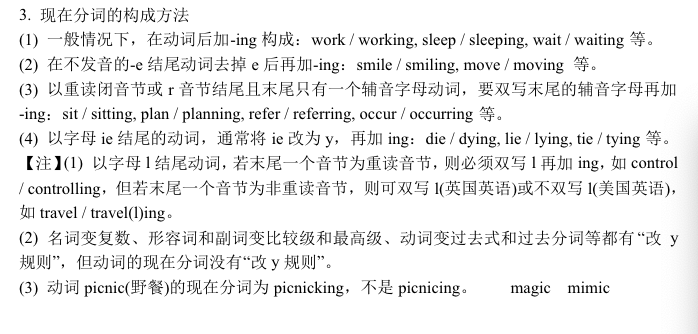 3. 现在分词的构成方法
(1) 一般情况下，在动词后加-ing 构成：work / working, sleep / sleeping, wait / waiting 等。
(2) 在不发音的-e 结尾动词去掉 e 后再加-ing：smile / smiling, move / moving 等。
(3) 以重读闭音节或 r 音节结尾且末尾只有一个辅音字母动词，要双写末尾的辅音字母再加
-ing：sit / sitting, plan / planning, refer / referring, occur / occurring 等。
(4) 以字母 ie 结尾的动词，通常将 ie 改为 y，再加 ing：die / dying, lie / lying, tie / tying 等。
【注】(1) 以字母 l 结尾动词，若末尾一个音节为重读音节，则必须双写 l 再加 ing，如 control
/ controlling，但若末尾一个音节为非重读音节，则可双写 l(英国英语)或不双写 l(美国英语)，
如 travel / travel(l)ing。
(2) 名词变复数、形容词和副词变比较级和最高级、动词变过去式和过去分词等都有“改 y
规则”，但动词的现在分词没有“改 y 规则”。
(3) 动词 picnic(野餐)的现在分词为 picnicking，不是 picnicing。 magic mimic